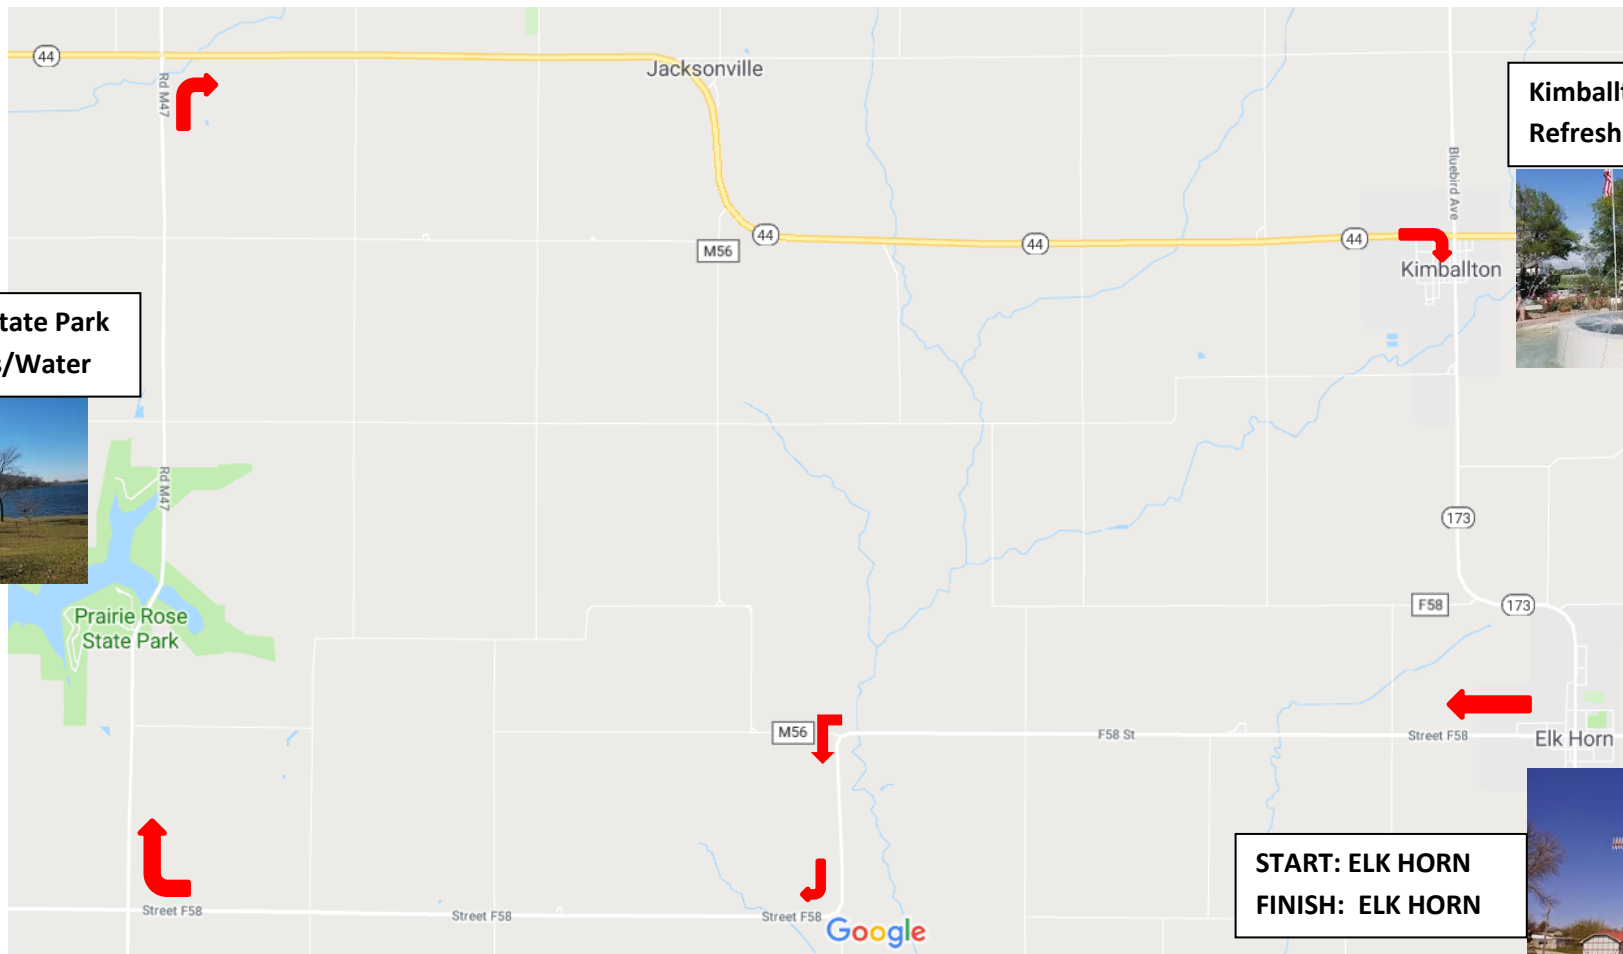 44
Rd M47
Jacksonville
Kimballt
Refresh
Bluebird Ave
44
M56
44
44
Kimballton
tate Park
s/Water
Rd M47
173
F58
173
Prairie Rose
State Park
M56
F58 St
Street F58
Elk Horn
START: ELK HORN
FINISH: ELK HORN
Street F58
Street F58
Street F58
Google